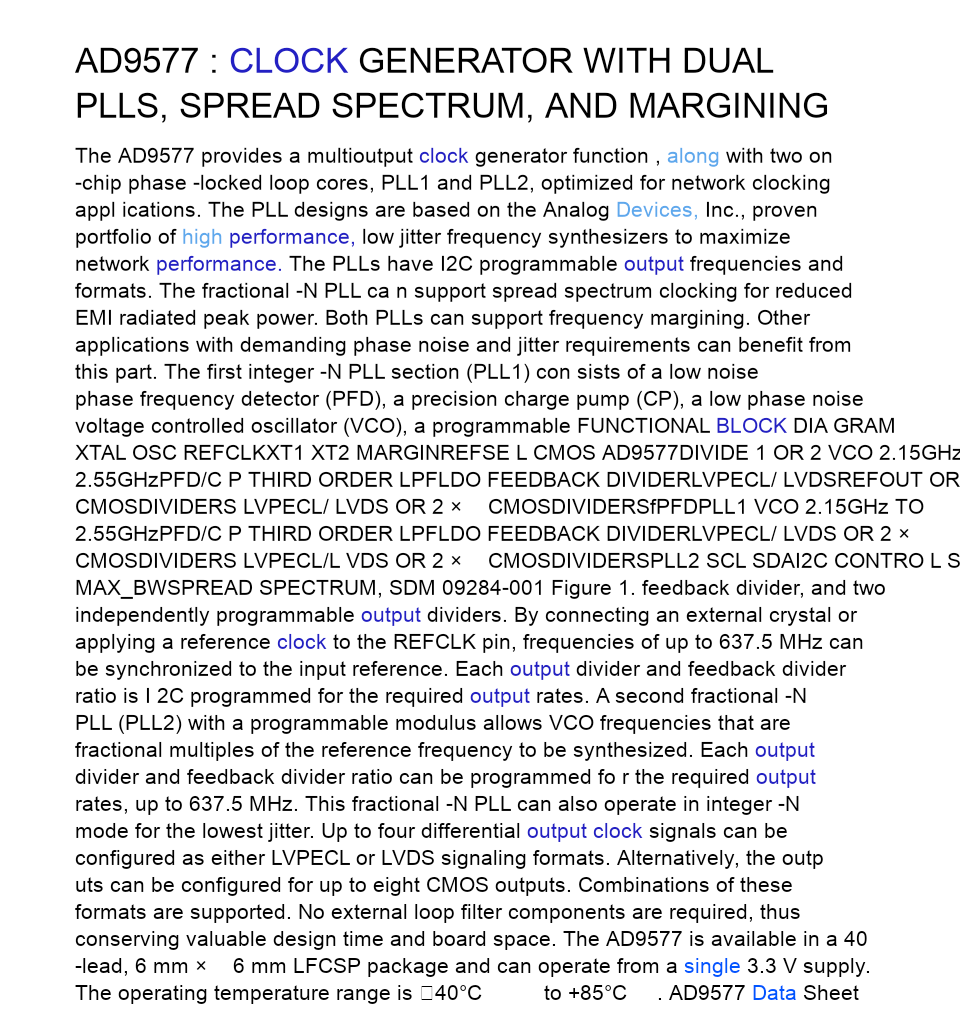 AD9577 : CLOCK GENERATOR WITH DUAL
PLLS, SPREAD SPECTRUM, AND MARGINING
The AD9577 provides a multioutput clock generator function , along with two on
-chip phase -locked loop cores, PLL1 and PLL2, optimized for network clocking
appl ications. The PLL designs are based on the Analog Devices, Inc., proven
portfolio of high performance, low jitter frequency synthesizers to maximize
network performance. The PLLs have I2C programmable output frequencies and
formats. The fractional -N PLL ca n support spread spectrum clocking for reduced
EMI radiated peak power. Both PLLs can support frequency margining. Other
applications with demanding phase noise and jitter requirements can benefit from
this part. The first integer -N PLL section (PLL1) con sists of a low noise
phase frequency detector (PFD), a precision charge pump (CP), a low phase noise
voltage controlled oscillator (VCO), a programmable FUNCTIONAL BLOCK DIA GRAM
XTAL OSC REFCLKXT1 XT2 MARGINREFSE L CMOS AD9577DIVIDE 1 OR 2 VCO 2.15GHz
2.55GHzPFD/C P THIRD ORDER LPFLDO FEEDBACK DIVIDERLVPECL/ LVDSREFOUT OR
CMOSDIVIDERS LVPECL/ LVDS OR 2 × CMOSDIVIDERSfPFDPLL1 VCO 2.15GHz TO
2.55GHzPFD/C P THIRD ORDER LPFLDO FEEDBACK DIVIDERLVPECL/ LVDS OR 2 ×
CMOSDIVIDERS LVPECL/L VDS OR 2 × CMOSDIVIDERSPLL2 SCL SDAI2C CONTRO L S
MAX_BWSPREAD SPECTRUM, SDM 09284-001 Figure 1. feedback divider, and two
independently programmable output dividers. By connecting an external crystal or
applying a reference clock to the REFCLK pin, frequencies of up to 637.5 MHz can
be synchronized to the input reference. Each output divider and feedback divider
ratio is I 2C programmed for the required output rates. A second fractional -N
PLL (PLL2) with a programmable modulus allows VCO frequencies that are
fractional multiples of the reference frequency to be synthesized. Each output
divider and feedback divider ratio can be programmed fo r the required output
rates, up to 637.5 MHz. This fractional -N PLL can also operate in integer -N
mode for the lowest jitter. Up to four differential output clock signals can be
configured as either LVPECL or LVDS signaling formats. Alternatively, the outp
uts can be configured for up to eight CMOS outputs. Combinations of these
formats are supported. No external loop filter components are required, thus
conserving valuable design time and board space. The AD9577 is available in a 40
-lead, 6 mm × 6 mm LFCSP package and can operate from a single 3.3 V supply.
The operating temperature range is 40°C to +85°C . AD9577 Data Sheet